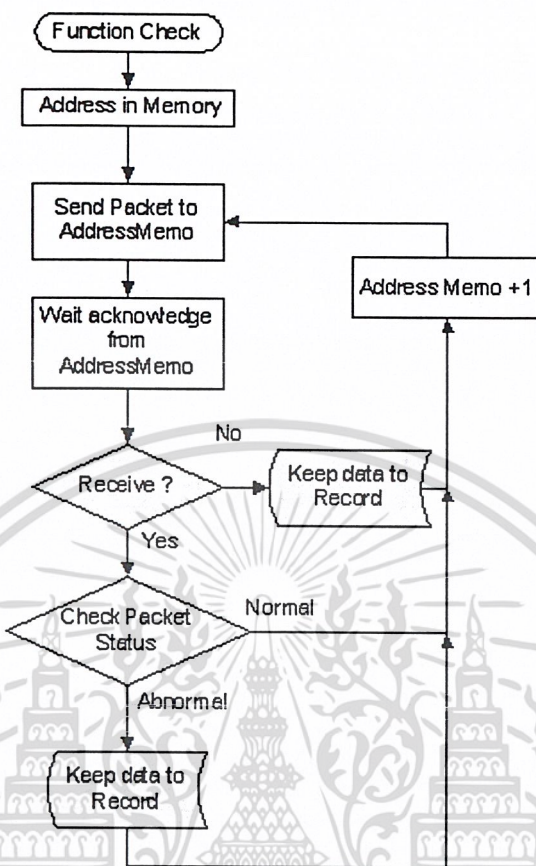 Function Check
Address in Memory
Send Packet to
AddressMemo
Address Memo +1
Wait acknowledge
from
AddressMemo
No
Receive ?
Keep data to
Record
Yes
Check Packet
Status
Normal
Abnormal
Keep data to
Record